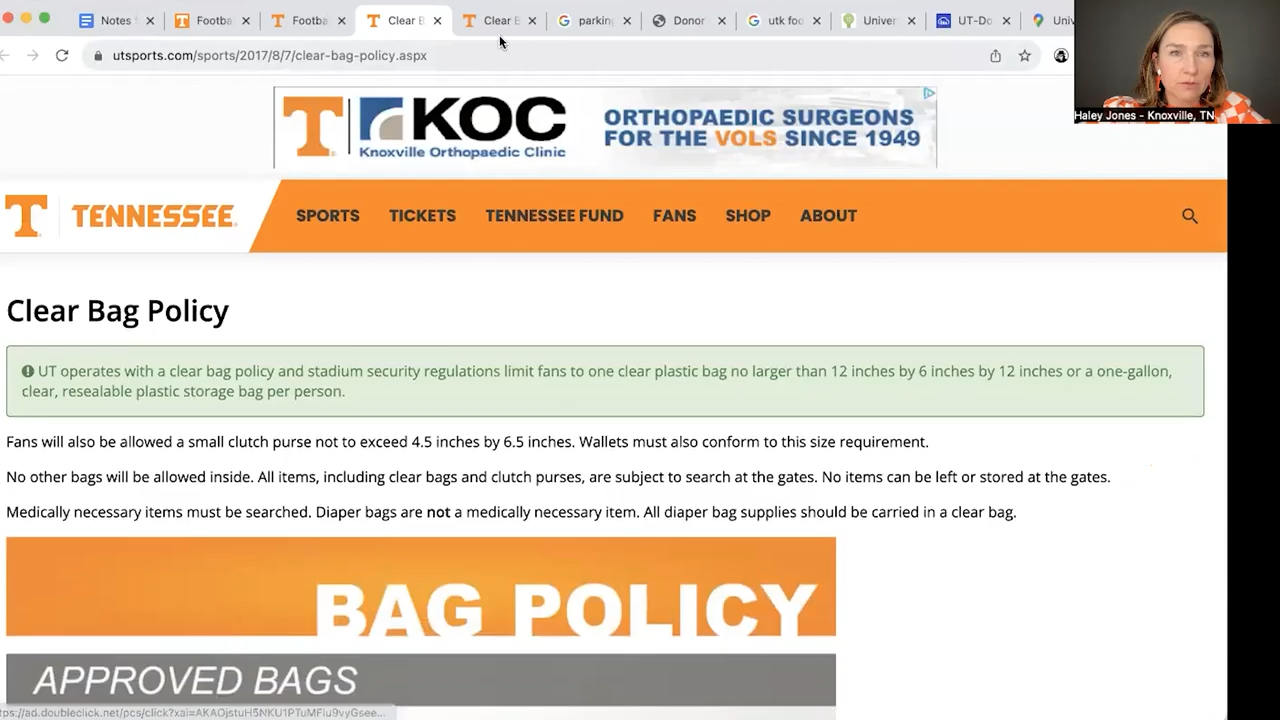 Notes
Footba
Footba
Clear B
Clear B
parking
Donor
utk foo
Univer
UT-Do
Univ
utsports.com/sports/2017/8/7/clear-bag-policy.aspx
Haley Jones - Knoxville, TN
T KOC
Knoxville Orthopaedic Clinic
ORTHOPAEDIC SURGEONS
FOR THE VOLS SINCE 1949
T TENNESSEE
SPORTS TICKETS TENNESSEE FUND FANS SHOP ABOUT
Clear Bag Policy
UT operates with a clear bag policy and stadium security regulations limit fans to one clear plastic bag no larger than 12 inches by 6 inches by 12 inches or a one-gallon,
clear, resealable plastic storage bag per person.
Fans will also be allowed a small clutch purse not to exceed 4.5 inches by 6.5 inches. Wallets must also conform to this size requirement.
No other bags will be allowed inside. All items, including clear bags and clutch purses, are subject to search at the gates. No items can be left or stored at the gates.
Medically necessary items must be searched. Diaper bags are not a medically necessary item. All diaper bag supplies should be carried in a clear bag.
BAG POLICY
APPROVED BAGS